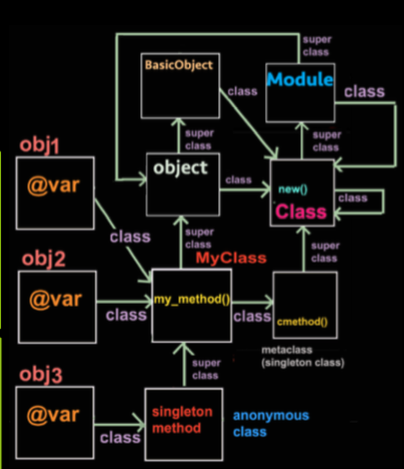 super
class
BasicObject
class
Module
class
obj1
super
class
super
class
@var
object
class
new()
class
Class
class
obj2
super
class
MyClass
super
class
@var
my_method()
class
class
cmethod()
metaclass
(singleton class)
obj3
super
class
@var
singleton
method
anonymous
class
class